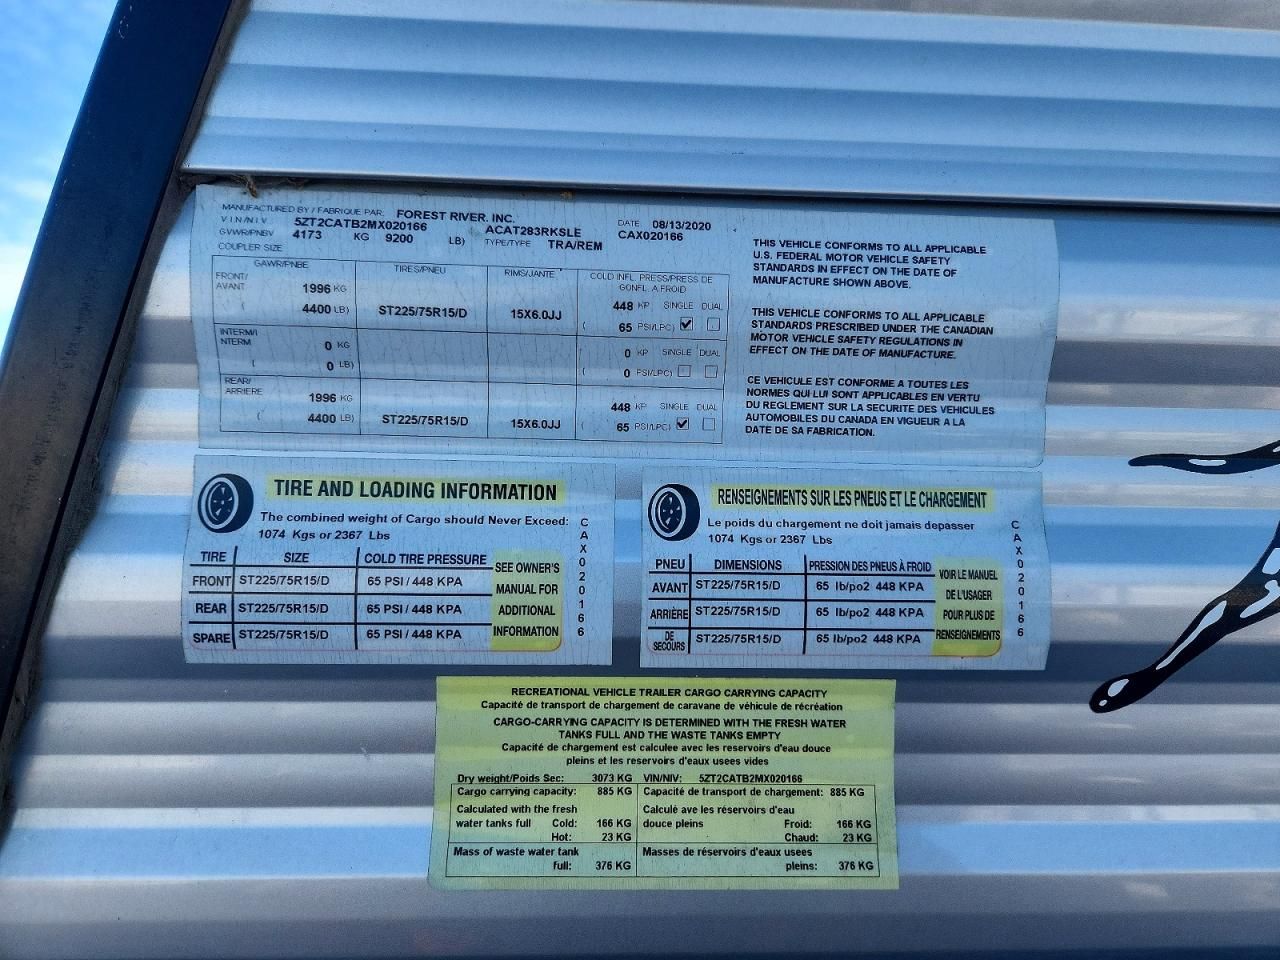 MANUFACTURED BY / FABRIQUE PAR: FOREST RIVER, INC. DATE 08/13/2020
V.I.N/N.I.V. 5ZT2CATB2MX020166 ACAT283RKSLE CAX020166
GVWR/PNBV 4173 KG 9200 LB) TYPE/TYPE TRA/REM
COUPLER SIZE
GAWR/PNBE TIRES/PNEU RIMS/JANTE COLD INFL. PRESS/PRESS DE
GONFL. A FROID
FRONT/
AVANT 1996 KG 448 KP SINGLE DUAL
( 4400 LB) ST225/75R15/D 15X6.0JJ ( 65 PSI/LPC) ✔ ☐
INTERM/I
NTERM 0 KG 0 KP SINGLE DUAL
( 0 LB) ( 0 PSI/LPC) ☐ ☐
REAR/
ARRIERE 1996 KG 448 KP SINGLE DUAL
( 4400 LB) ST225/75R15/D 15X6.0JJ ( 65 PSI/LPC) ✔ ☐
THIS VEHICLE CONFORMS TO ALL APPLICABLE
U.S. FEDERAL MOTOR VEHICLE SAFETY
STANDARDS IN EFFECT ON THE DATE OF
MANUFACTURE SHOWN ABOVE.
THIS VEHICLE CONFORMS TO ALL APPLICABLE
STANDARDS PRESCRIBED UNDER THE CANADIAN
MOTOR VEHICLE SAFETY REGULATIONS IN
EFFECT ON THE DATE OF MANUFACTURE.
CE VEHICULE EST CONFORME A TOUTES LES
NORMES QUI LUI SONT APPLICABLES EN VERTU
DU REGLEMENT SUR LA SECURITE DES VEHICULES
AUTOMOBILES DU CANADA EN VIGUEUR A LA
DATE DE SA FABRICATION.
TIRE AND LOADING INFORMATION
The combined weight of Cargo should Never Exceed:
1074 Kgs or 2367 Lbs
TIRE SIZE COLD TIRE PRESSURE
FRONT ST225/75R15/D 65 PSI / 448 KPA
REAR ST225/75R15/D 65 PSI / 448 KPA
SPARE ST225/75R15/D 65 PSI / 448 KPA
SEE OWNER'S
MANUAL FOR
ADDITIONAL
INFORMATION
CAX020166
RENSEIGNEMENTS SUR LES PNEUS ET LE CHARGEMENT
Le poids du chargement ne doit jamais depasser
1074 Kgs or 2367 Lbs
PNEU DIMENSIONS PRESSION DES PNEUS À FROID
AVANT ST225/75R15/D 65 lb/po2 448 KPA
ARRIÈRE ST225/75R15/D 65 lb/po2 448 KPA
DE
SECOURS ST225/75R15/D 65 lb/po2 448 KPA
VOIR LE MANUEL
DE L'USAGER
POUR PLUS DE
RENSEIGNEMENTS
CAX020166
RECREATIONAL VEHICLE TRAILER CARGO CARRYING CAPACITY
Capacité de transport de chargement de caravane de véhicule de récréation
CARGO-CARRYING CAPACITY IS DETERMINED WITH THE FRESH WATER
TANKS FULL AND THE WASTE TANKS EMPTY
Capacité de chargement est calculee avec les reservoirs d'eau douce
pleins et les reservoirs d'eaux usees vides
Dry weight/Poids Sec: 3073 KG VIN/NIV: 5ZT2CATB2MX020166
Cargo carrying capacity: 885 KG Capacité de transport de chargement: 885 KG
Calculated with the fresh Calculé ave les réservoirs d'eau
water tanks full Cold: 166 KG douce pleins Froid: 166 KG
Hot: 23 KG Chaud: 23 KG
Mass of waste water tank Masses de réservoirs d'eaux usees
full: 376 KG pleins: 376 KG